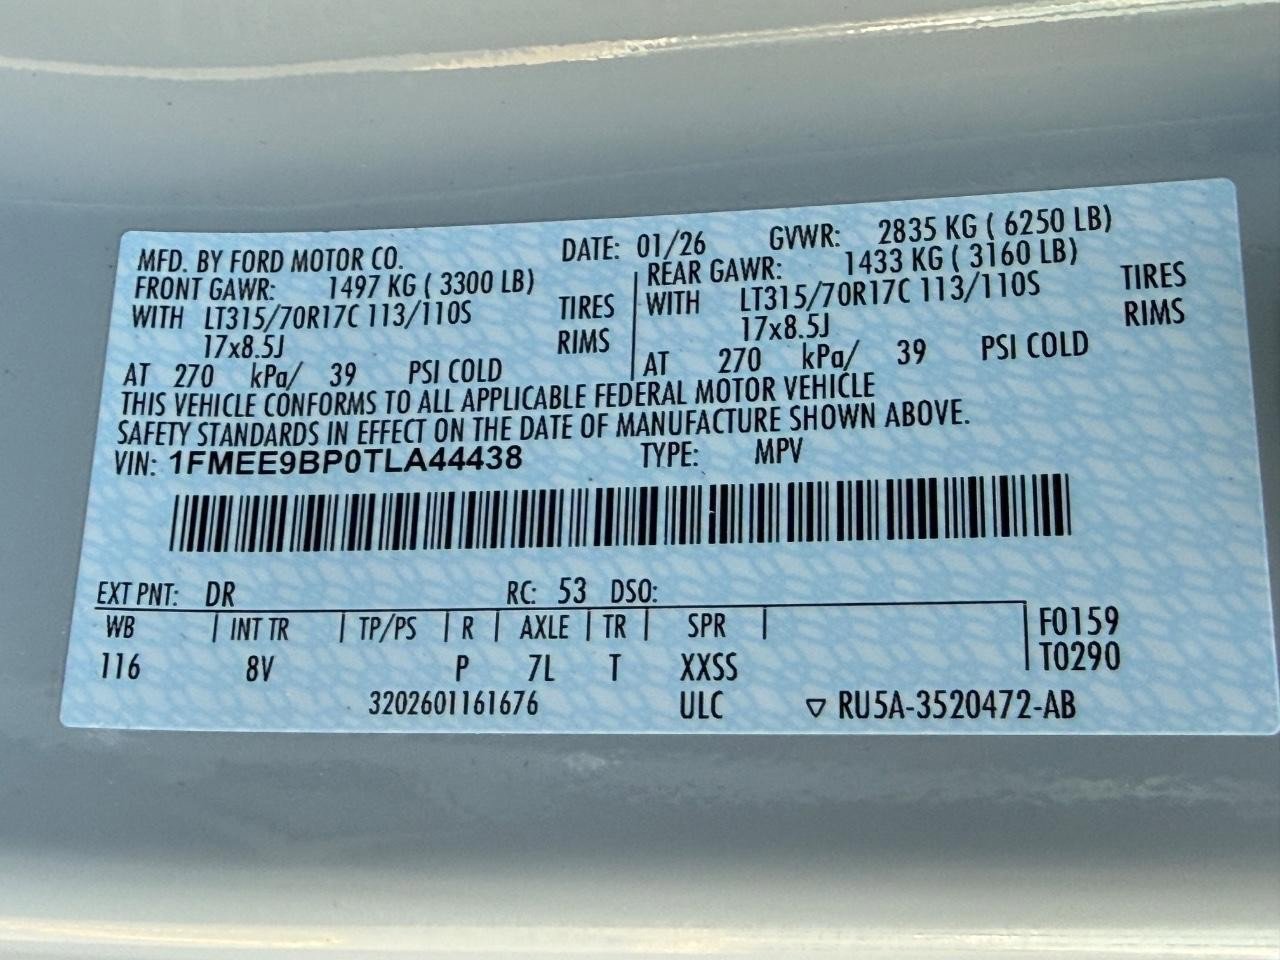 MFD. BY FORD MOTOR CO. DATE: 01/26 GVWR: 2835 KG ( 6250 LB)
FRONT GAWR: 1497 KG ( 3300 LB) REAR GAWR: 1433 KG ( 3160 LB)
WITH LT315/70R17C 113/110S TIRES WITH LT315/70R17C 113/110S TIRES
17x8.5J RIMS 17x8.5J RIMS
AT 270 kPa/ 39 PSI COLD AT 270 kPa/ 39 PSI COLD
THIS VEHICLE CONFORMS TO ALL APPLICABLE FEDERAL MOTOR VEHICLE
SAFETY STANDARDS IN EFFECT ON THE DATE OF MANUFACTURE SHOWN ABOVE.
VIN: 1FMEE9BP0TLA44438 TYPE: MPV
EXT PNT: DR RC: 53 DSO:
WB | INT TR | TP/PS | R | AXLE | TR | SPR | F0159
116 8V P 7L T XXSS T0290
3202601161676 ULC ▽ RU5A-3520472-AB